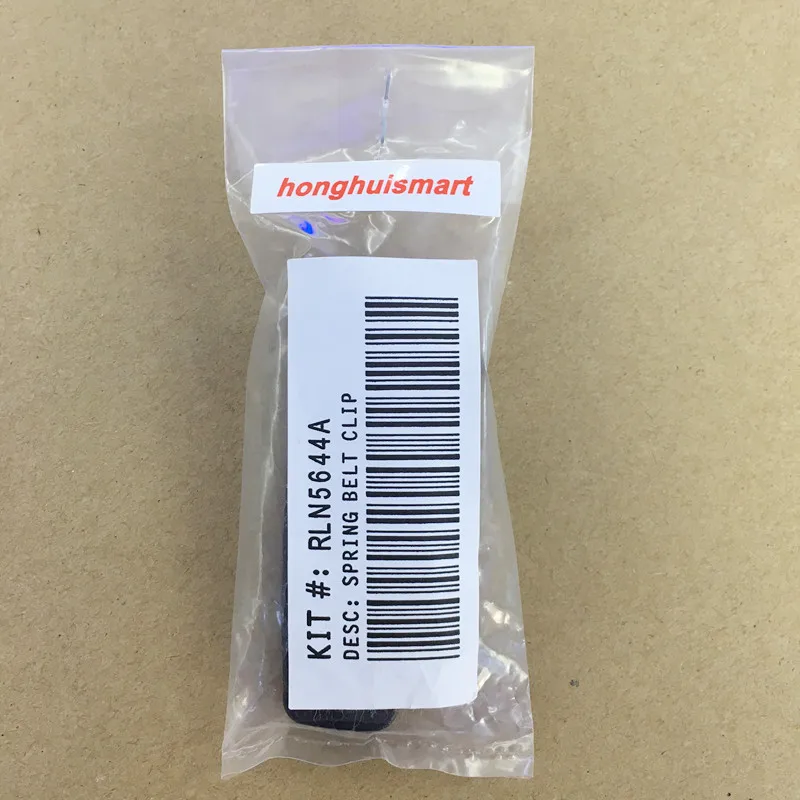 honghuismart
KIT #: RLN5644A
DESC: SPRING BELT CLIP